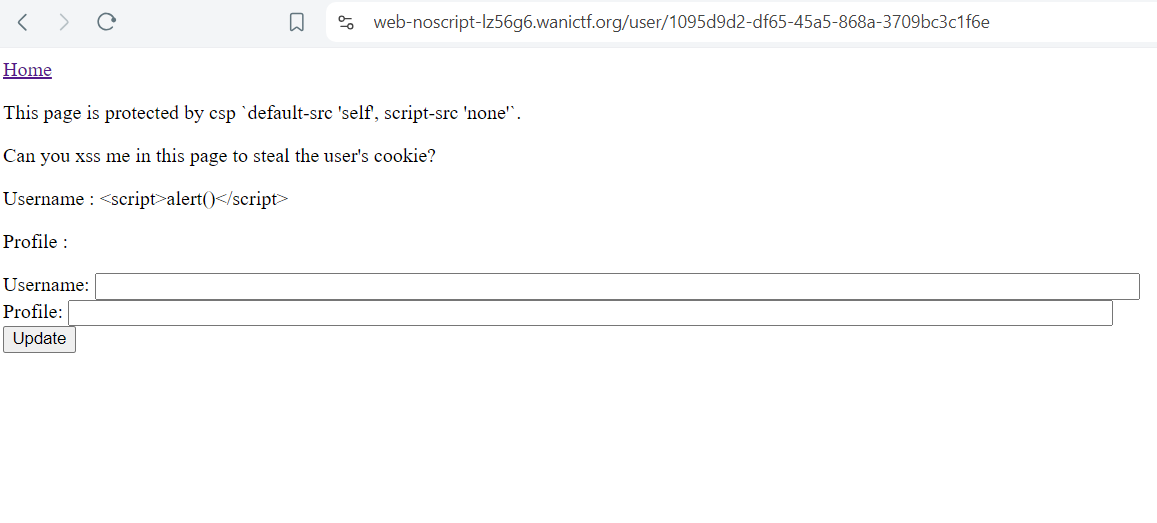 web-noscript-lz56g6.wanictf.org/user/1095d9d2-df65-45a5-868a-3709bc3c1f6e
Home
This page is protected by csp `default-src 'self', script-src 'none'`.
Can you xss me in this page to steal the user's cookie?
Username : <script>alert()</script>
Profile :
Username:
Profile:
Update